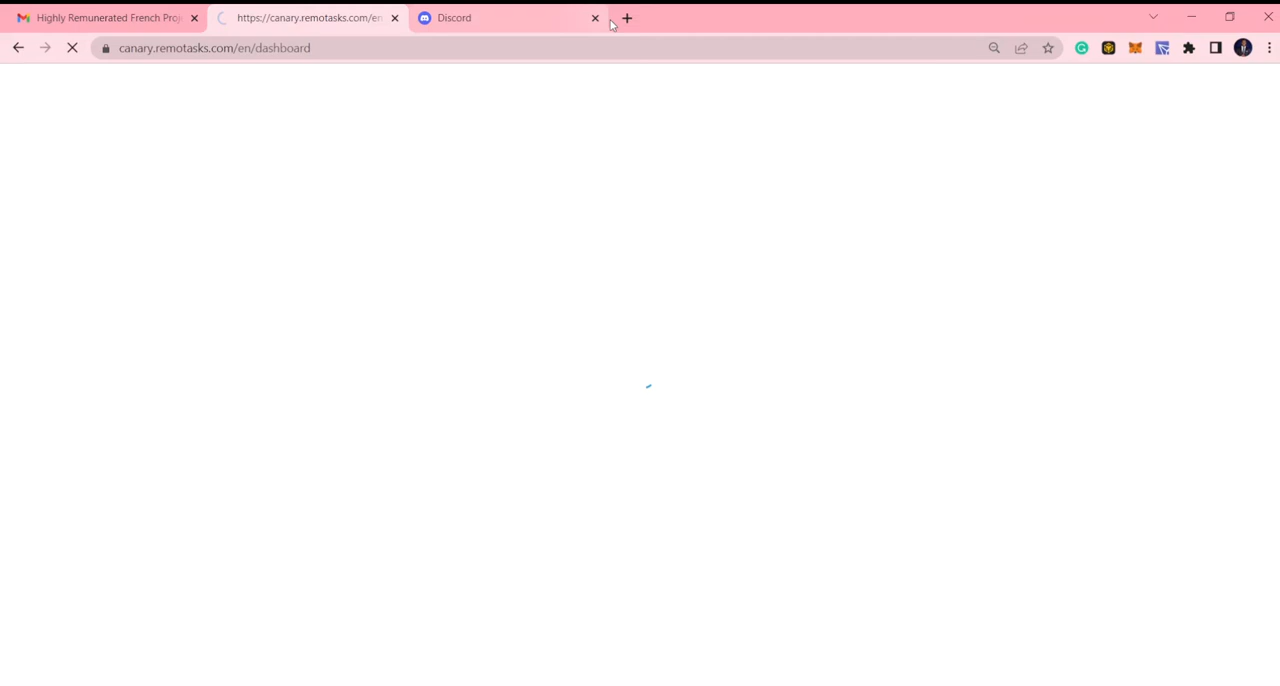 Highly Remunerated French Proj
https://canary.remotasks.com/en
Discord
canary.remotasks.com/en/dashboard